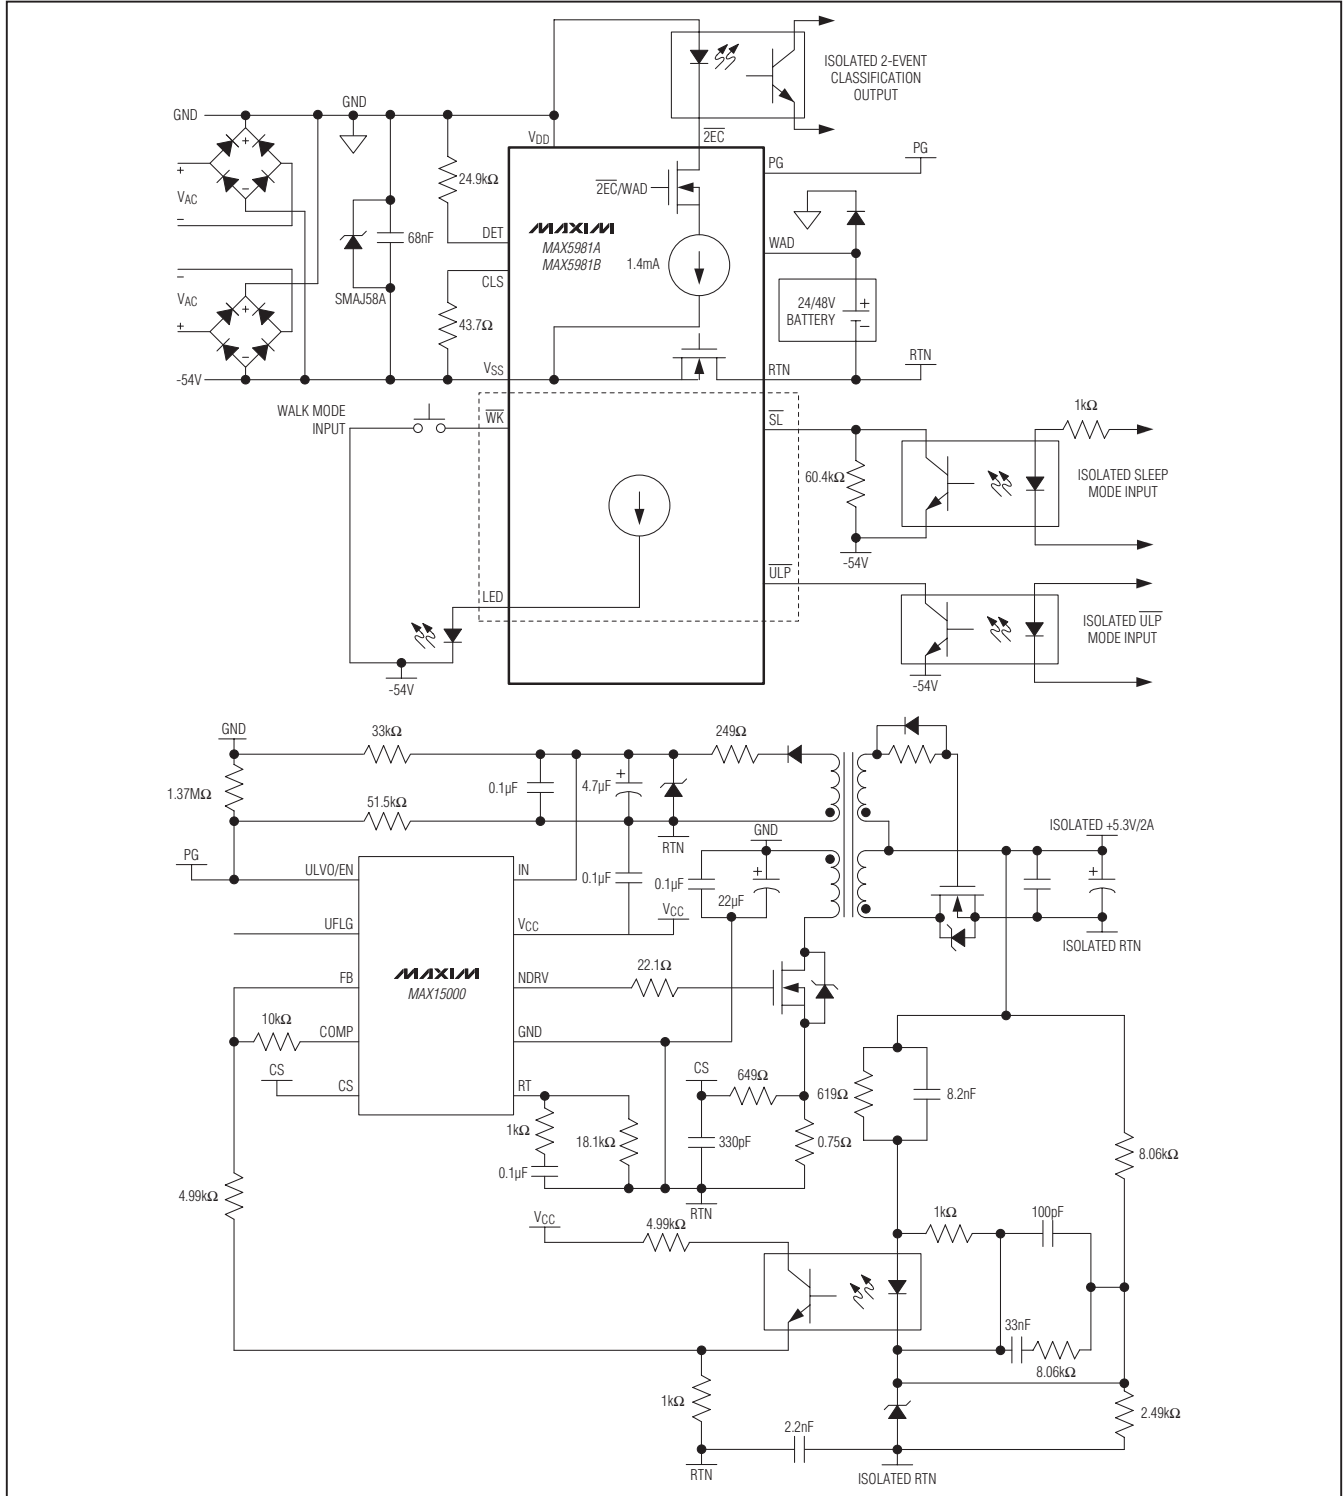 ISOLATED 2-EVENT
CLASSIFICATION
OUTPUT
GND
GND
VDD
2EC
PG
PG
+
VAC
−
+
−
24.9kΩ
2EC/WAD
DET
MAXIM
MAX5981A
MAX5981B
1.4mA
WAD
68nF
SMAJ58A
CLS
−
VAC
+
+
−
43.7Ω
24/48V
BATTERY
+
−
-54V
VSS
RTN
RTN
WALK MODE
INPUT
WK
SL
1kΩ
60.4kΩ
ISOLATED SLEEP
MODE INPUT
-54V
ULP
LED
ISOLATED ULP
MODE INPUT
-54V
-54V
GND
33kΩ
249Ω
1.37MΩ
0.1µF
+
4.7µF
51.5kΩ
RTN
GND
ISOLATED +5.3V/2A
PG
ULVO/EN
IN
0.1µF
0.1µF
+
22µF
+
VCC
UFLG
VCC
ISOLATED RTN
MAXIM
MAX15000
FB
NDRV
22.1Ω
10kΩ
COMP
GND
CS
CS
RT
CS
649Ω
619Ω
8.2nF
1kΩ
18.1kΩ
330pF
0.75Ω
8.06kΩ
0.1µF
4.99kΩ
RTN
VCC
4.99kΩ
1kΩ
100pF
33nF
8.06kΩ
1kΩ
2.49kΩ
2.2nF
RTN
ISOLATED RTN